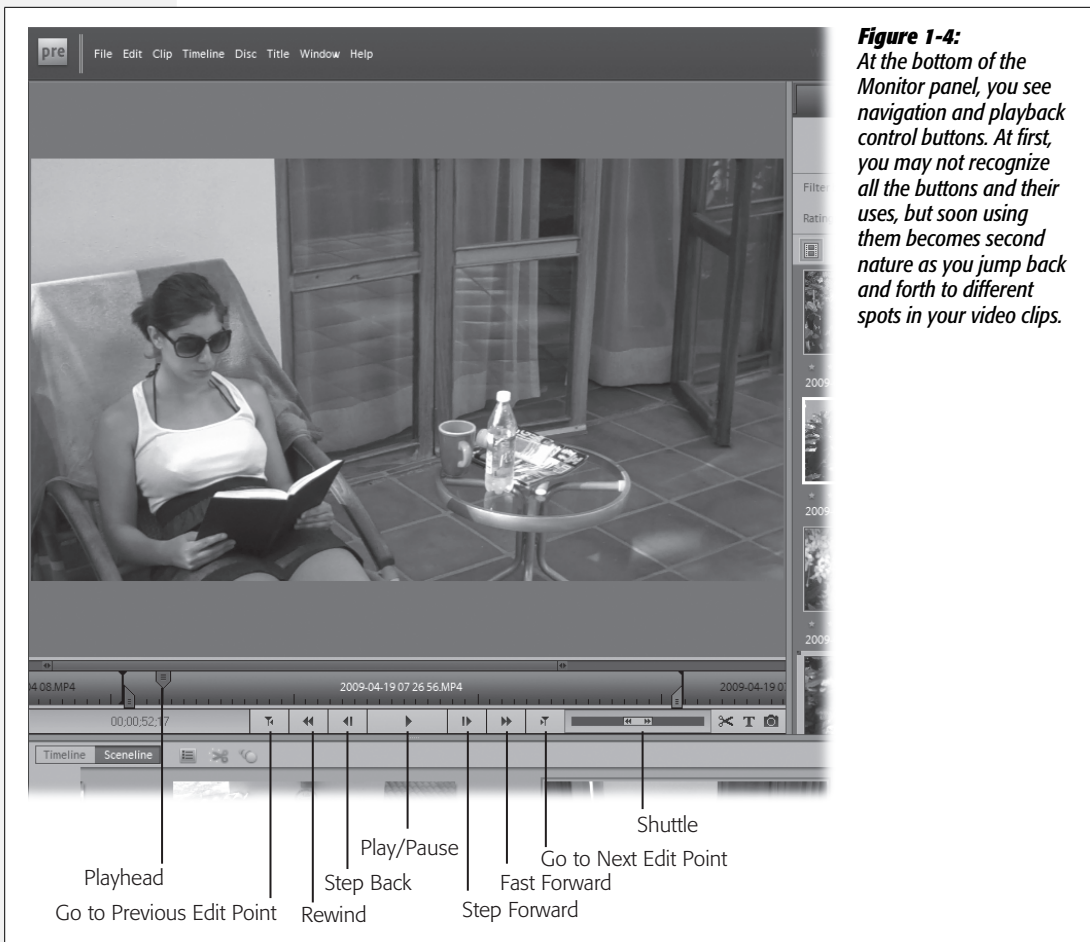 pre File Edit Clip Timeline Disc Title Window Help
Figure 1-4:
At the bottom of the
Monitor panel, you see
navigation and playback
control buttons. At first,
you may not recognize
all the buttons and their
uses, but soon using
them becomes second
nature as you jump back
and forth to different
spots in your video clips.
Filter
2009-
2009-
2009-
04 08.MP4 2009-04-19 07 26 56.MP4 2009-04-19 07
00;00;52;17 T
Timeline Sceneline
Shuttle
Play/Pause
Go to Next Edit Point
Playhead
Step Back
Fast Forward
Go to Previous Edit Point
Rewind
Step Forward